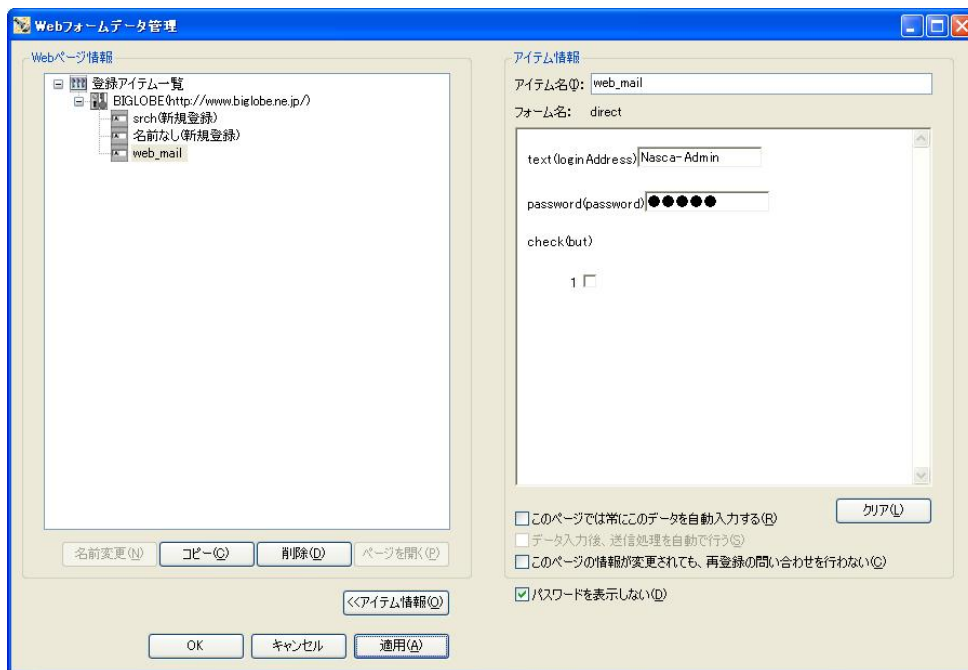 Webフォームデータ管理
Webページ情報
登録アイテム一覧
BIGLOBE(http://www.biglobe.ne.jp/)
srch(新規登録)
名前なし(新規登録)
web_mail
名前変更(N)
コピー(C)
削除(D)
ページを開く(P)
<<アイテム情報(O)
OK
キャンセル
適用(A)
アイテム情報
アイテム名(I): web_mail
フォーム名: direct
text(loginAddress) Nasca-Admin
password(password) ●●●●●
check(but)
1
クリア(L)
このページでは常にこのデータを自動入力する(R)
データ入力後、送信処理を自動で行う(S)
このページの情報が変更されても、再登録の問い合わせを行わない(C)
パスワードを表示しない(D)